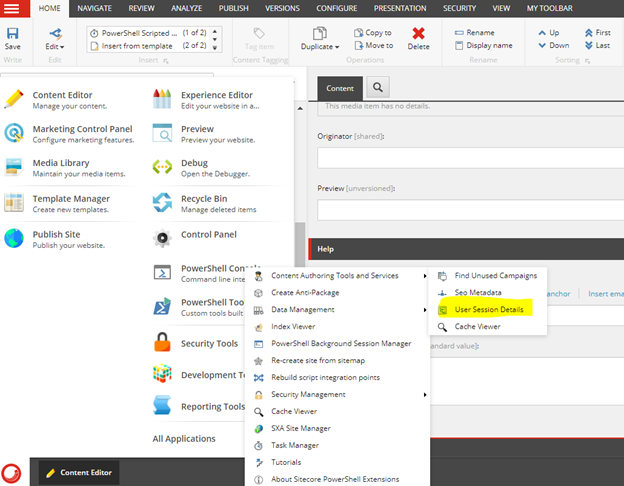 HOME NAVIGATE REVIEW ANALYZE PUBLISH VERSIONS CONFIGURE PRESENTATION SECURITY VIEW MY TOOLBAR
Save
Edit
PowerShell Scripted ... (1 of 2)
Insert from template (2 of 2)
Tag item
Duplicate
Copy to
Move to
Delete
Rename
Display name
Up
Down
First
Last
Write Edit Insert Content Tagging Operations Rename Sorting
Content Editor
Manage your content.
Marketing Control Panel
Configure marketing features.
Media Library
Maintain your media items.
Template Manager
Create new templates.
Publish Site
Publish your website.
Experience Editor
Edit your website in a...
Preview
Preview your website.
Debug
Open the Debugger.
Recycle Bin
Manage deleted items
Control Panel
PowerShell Console
Command line inte
PowerShell Too
Custom tools built
Security Tools
Development To
Reporting Tools
All Applications
Content
This media item has no details.
Originator [shared]:
Preview [unversioned]:
Help
anchor Insert ema
andard value]:
Content Authoring Tools and Services
Create Anti-Package
Data Management
Index Viewer
PowerShell Background Session Manager
Re-create site from sitemap
Rebuild script integration points
Security Management
Cache Viewer
SXA Site Manager
Task Manager
Tutorials
About Sitecore PowerShell Extensions
Find Unused Campaigns
Seo Metadata
User Session Details
Cache Viewer
Content Editor